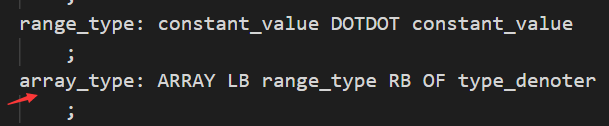 ;
range_type: constant_value DOTDOT constant_value
;
array_type: ARRAY LB range_type RB OF type_denoter
;